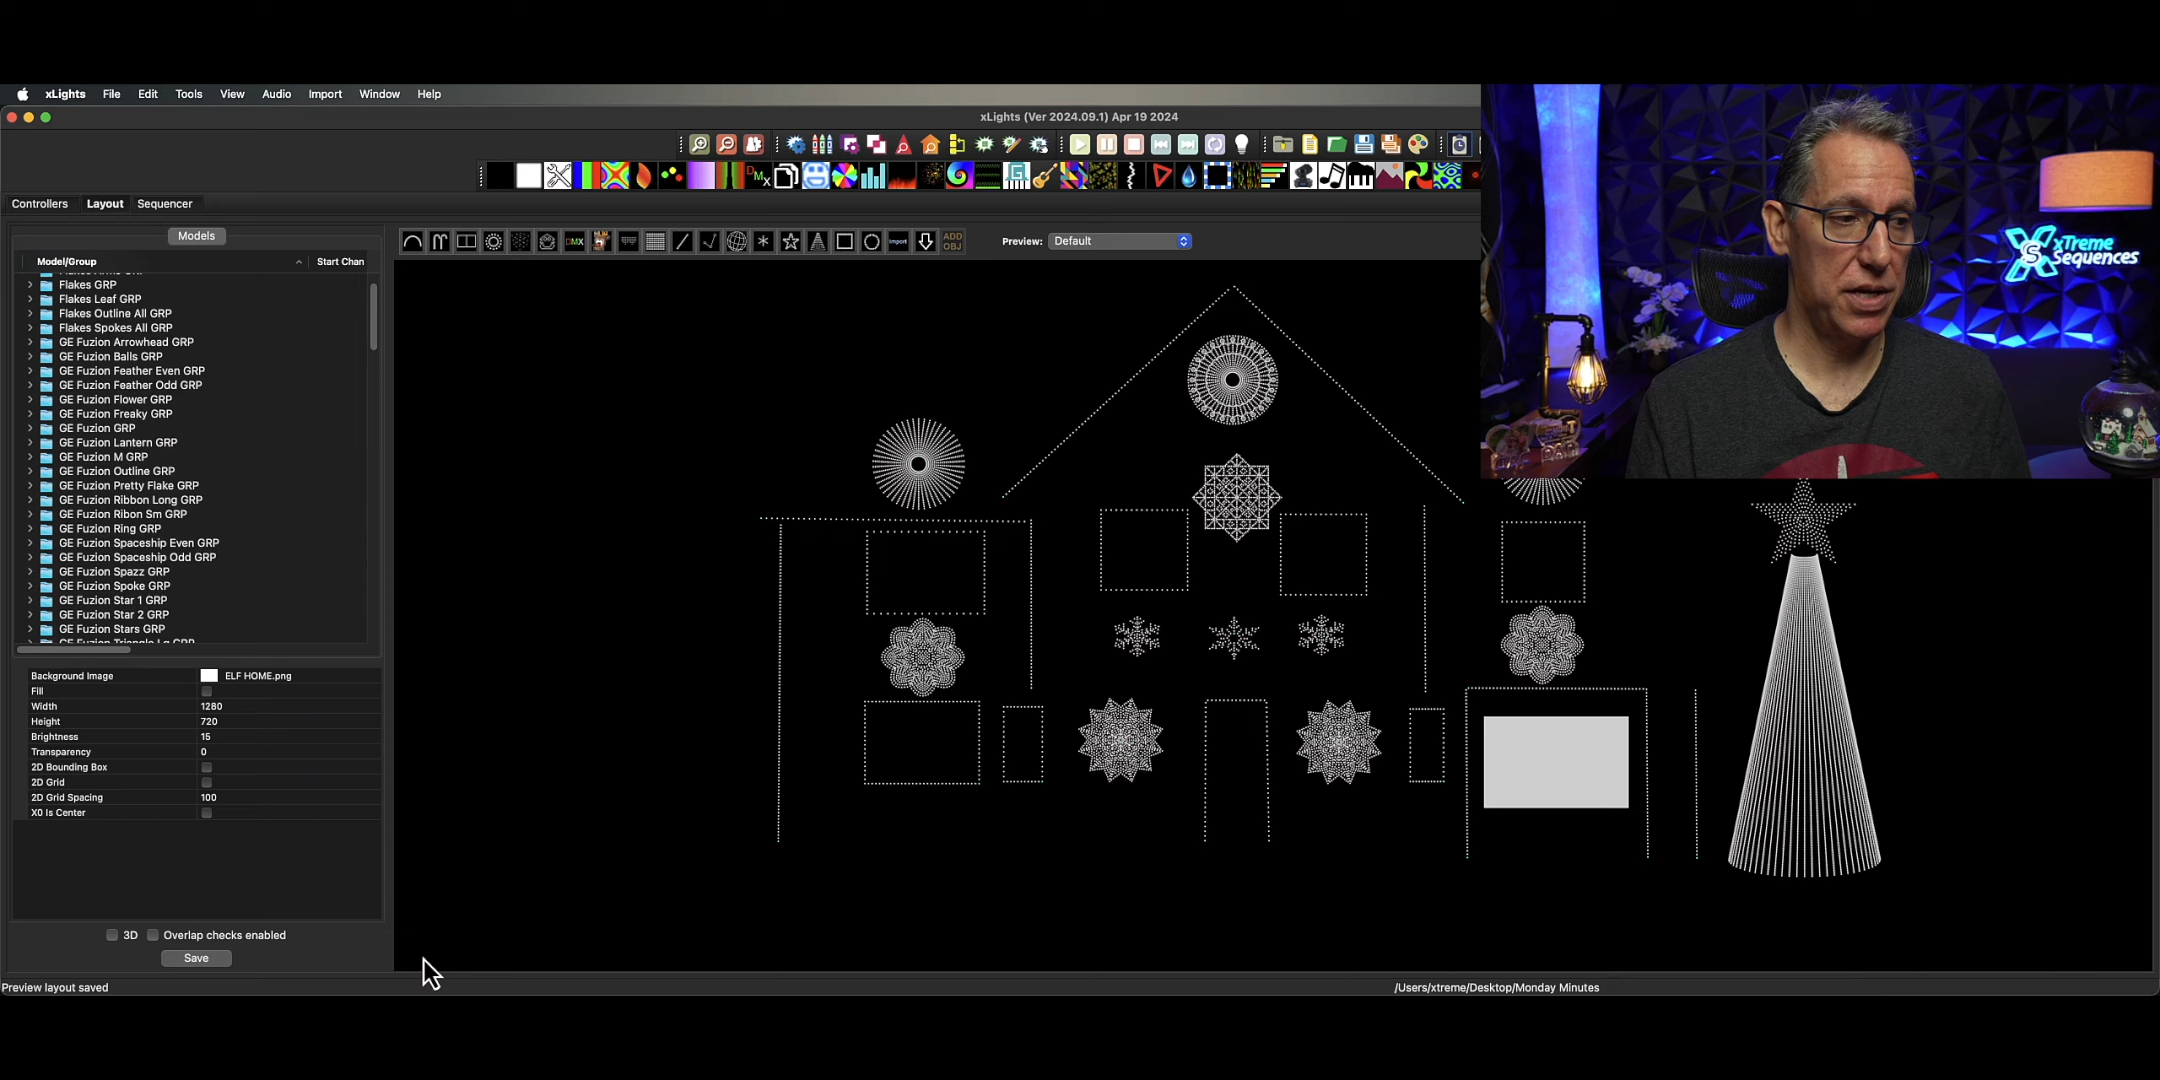 xLights File Edit Tools View Audio Import Window Help
xLights (Ver 2024.09.1) Apr 19 2024
Controllers Layout Sequencer
Models
DMX
Import
ADD OBJ
Preview: Default
Model/Group Start Chan
Flakes GRP
Flakes Leaf GRP
Flakes Outline All GRP
Flakes Spokes All GRP
GE Fuzion Arrowhead GRP
GE Fuzion Balls GRP
GE Fuzion Feather Even GRP
GE Fuzion Feather Odd GRP
GE Fuzion Flower GRP
GE Fuzion Freaky GRP
GE Fuzion GRP
GE Fuzion Lantern GRP
GE Fuzion M GRP
GE Fuzion Outline GRP
GE Fuzion Pretty Flake GRP
GE Fuzion Ribbon Long GRP
GE Fuzion Ribon Sm GRP
GE Fuzion Ring GRP
GE Fuzion Spaceship Even GRP
GE Fuzion Spaceship Odd GRP
GE Fuzion Spazz GRP
GE Fuzion Spoke GRP
GE Fuzion Star 1 GRP
GE Fuzion Star 2 GRP
GE Fuzion Stars GRP
Background Image ELF HOME.png
Fill
Width 1280
Height 720
Brightness 15
Transparency 0
2D Bounding Box
2D Grid
2D Grid Spacing 100
X0 Is Center
3D Overlap checks enabled
Save
Preview layout saved
/Users/xtreme/Desktop/Monday Minutes
xTreme
Sequences